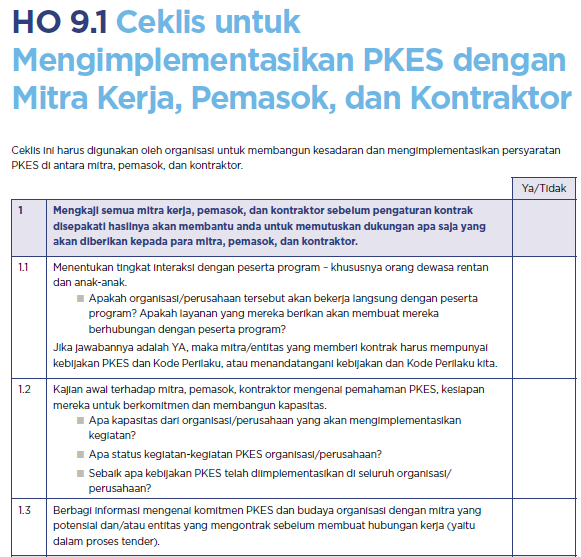 HO 9.1 Ceklis untuk
Mengimplementasikan PKES dengan
Mitra Kerja, Pemasok, dan Kontraktor
Ceklis ini harus digunakan oleh organisasi untuk membangun kesadaran dan mengimplementasikan persyaratan
PKES di antara mitra, pemasok, dan kontraktor.
Ya/Tidak
1 Mengkaji semua mitra kerja, pemasok, dan kontraktor sebelum pengaturan kontrak
disepakati hasilnya akan membantu anda untuk memutuskan dukungan apa saja yang
akan diberikan kepada para mitra, pemasok, dan kontraktor.
1.1 Menentukan tingkat interaksi dengan peserta program – khususnya orang dewasa rentan
dan anak-anak.
■ Apakah organisasi/perusahaan tersebut akan bekerja langsung dengan peserta
program? Apakah layanan yang mereka berikan akan membuat mereka
berhubungan dengan peserta program?
Jika jawabannya adalah YA, maka mitra/entitas yang memberi kontrak harus mempunyai
kebijakan PKES dan Kode Perilaku, atau menandatangani kebijakan dan Kode Perilaku kita.
1.2 Kajian awal terhadap mitra, pemasok, kontraktor mengenai pemahaman PKES, kesiapan
mereka untuk berkomitmen dan membangun kapasitas.
■ Apa kapasitas dari organisasi/perusahaan yang akan mengimplementasikan
kegiatan?
■ Apa status kegiatan-kegiatan PKES organisasi/perusahaan?
■ Sebaik apa kebijakan PKES telah diimplementasikan di seluruh organisasi/
perusahaan?
1.3 Berbagi informasi mengenai komitmen PKES dan budaya organisasi dengan mitra yang
potensial dan/atau entitas yang mengontrak sebelum membuat hubungan kerja (yaitu
dalam proses tender).